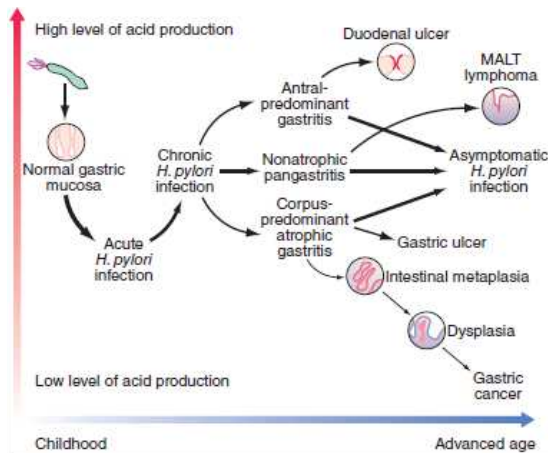 High level of acid production
Duodenal ulcer
MALT
lymphoma
Antral-
predominant
gastritis
Normal gastric
mucosa
Chronic
H. pylori
infection
Nonatrophic
pangastritis
Asymptomatic
H. pylori
infection
Acute
H. pylori
infection
Corpus-
predominant
atrophic
gastritis
Gastric ulcer
Intestinal metaplasia
Dysplasia
Gastric
cancer
Low level of acid production
Childhood
Advanced age